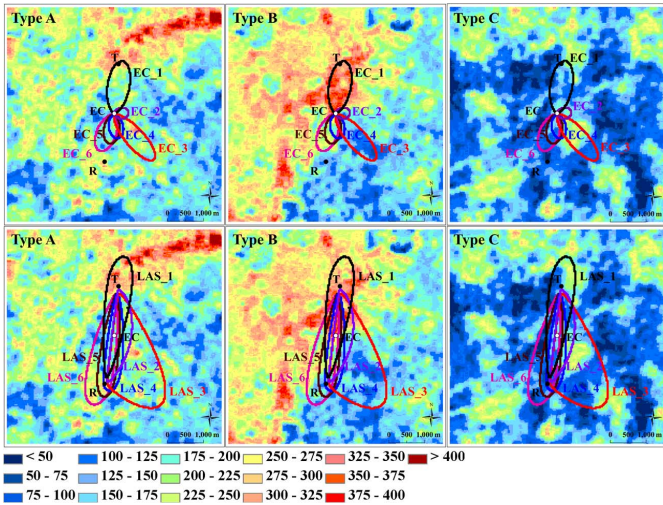 Type A
T
EC_1
EC
EC_2
EC_5
EC_4
EC_6
EC_3
R
0 500 1,000 m
Type B
T
EC_1
EC
EC_2
EC_5
EC_4
EC_6
EC_3
R
0 500 1,000 m
Type C
T
EC_1
EC
EC_2
EC_5
EC_4
EC_6
EC_3
R
0 500 1,000 m
Type A
T
LAS_1
EC
LAS_5
LAS_2
LAS_6
LAS_4
LAS_3
R
0 500 1,000 m
Type B
T
LAS_1
EC
LAS_5
LAS_2
LAS_6
LAS_4
LAS_3
R
0 500 1,000 m
Type C
T
LAS_1
EC
LAS_5
LAS_2
LAS_6
LAS_4
LAS_3
R
0 500 1,000 m
< 50 100 - 125 175 - 200 250 - 275 325 - 350 > 400
50 - 75 125 - 150 200 - 225 275 - 300 350 - 375
75 - 100 150 - 175 225 - 250 300 - 325 375 - 400